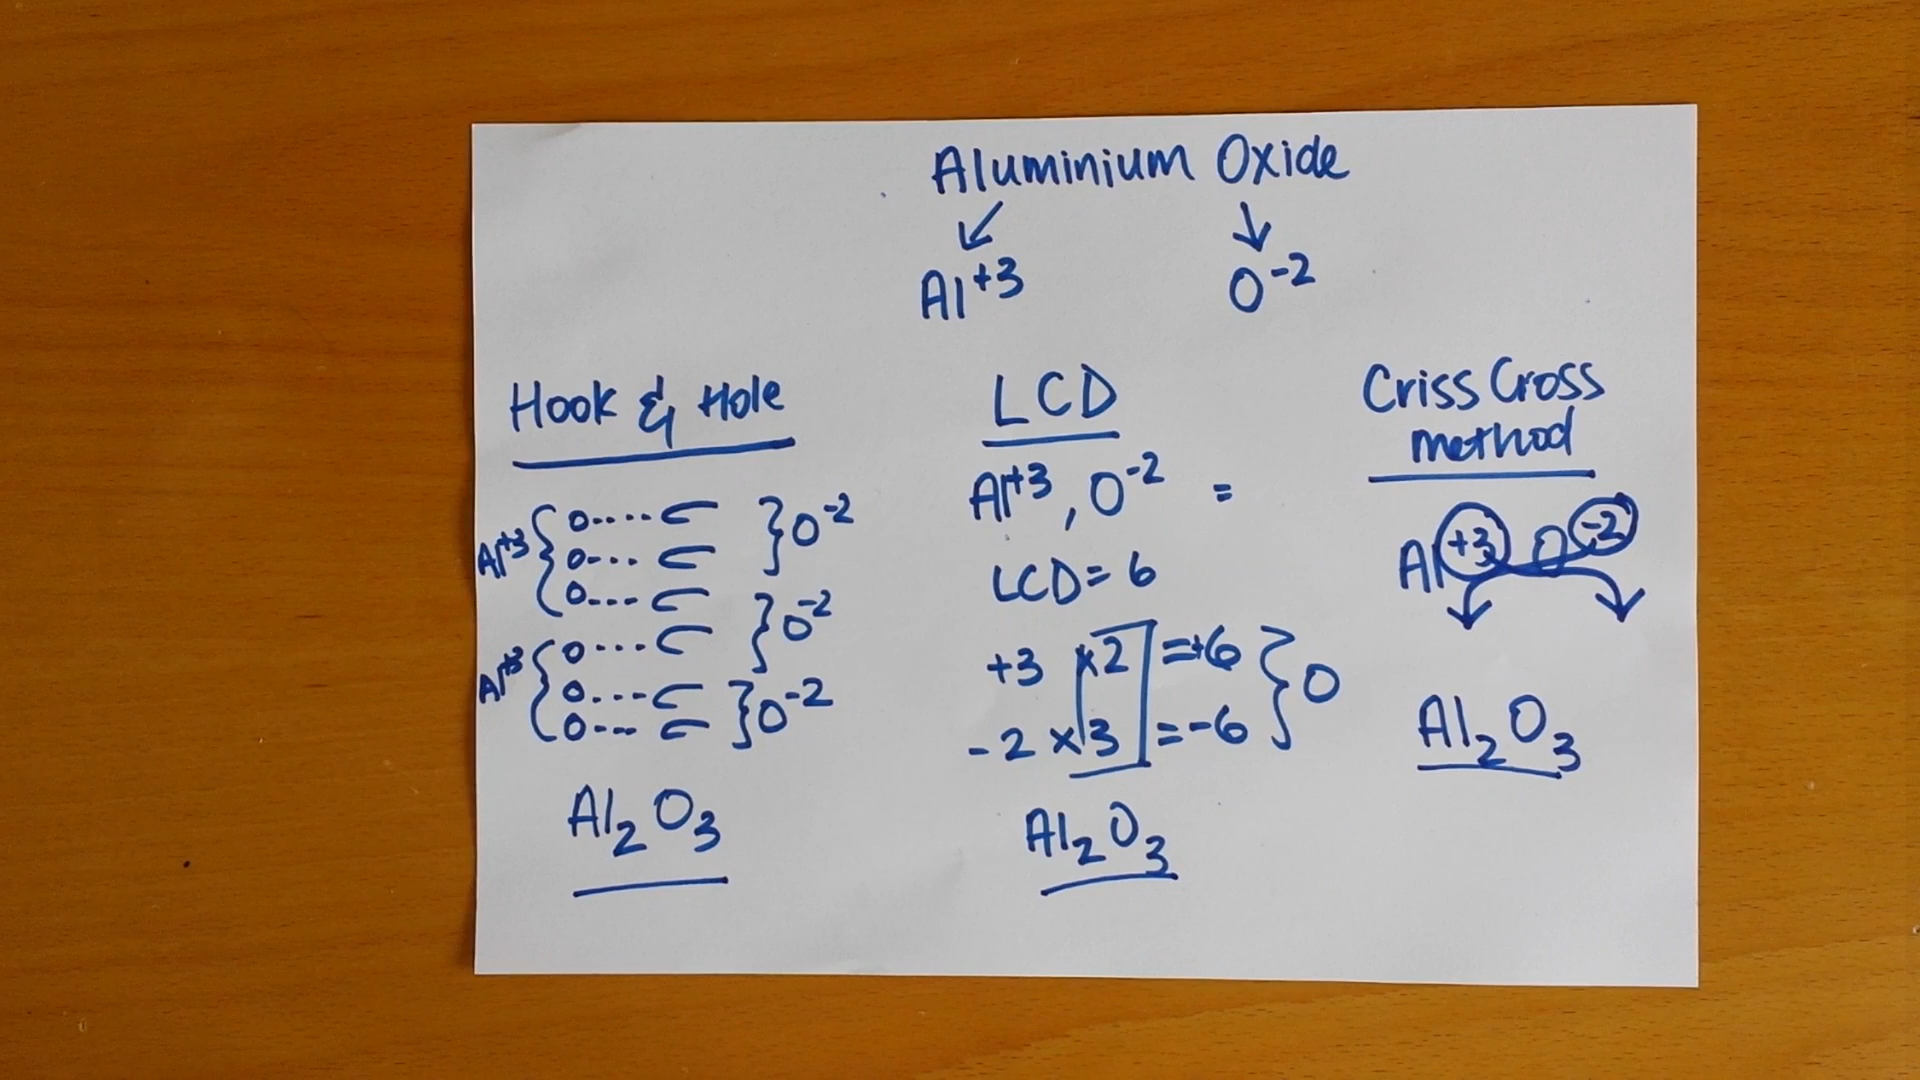 Aluminium Oxide
Al+3 O-2
Hook & Hole
Al+3 { o.... ⊂ } O-2
o... ⊂
o... ⊂ } O-2
Al+3 { o... ⊂
o.... ⊂ } O-2
o... ⊂
Al2O3
LCD
Al+3, O-2 =
LCD = 6
+3 x2 = +6 } 0
-2 x3 = -6
Al2O3
Criss Cross
method
Al+3 O-2
Al2O3